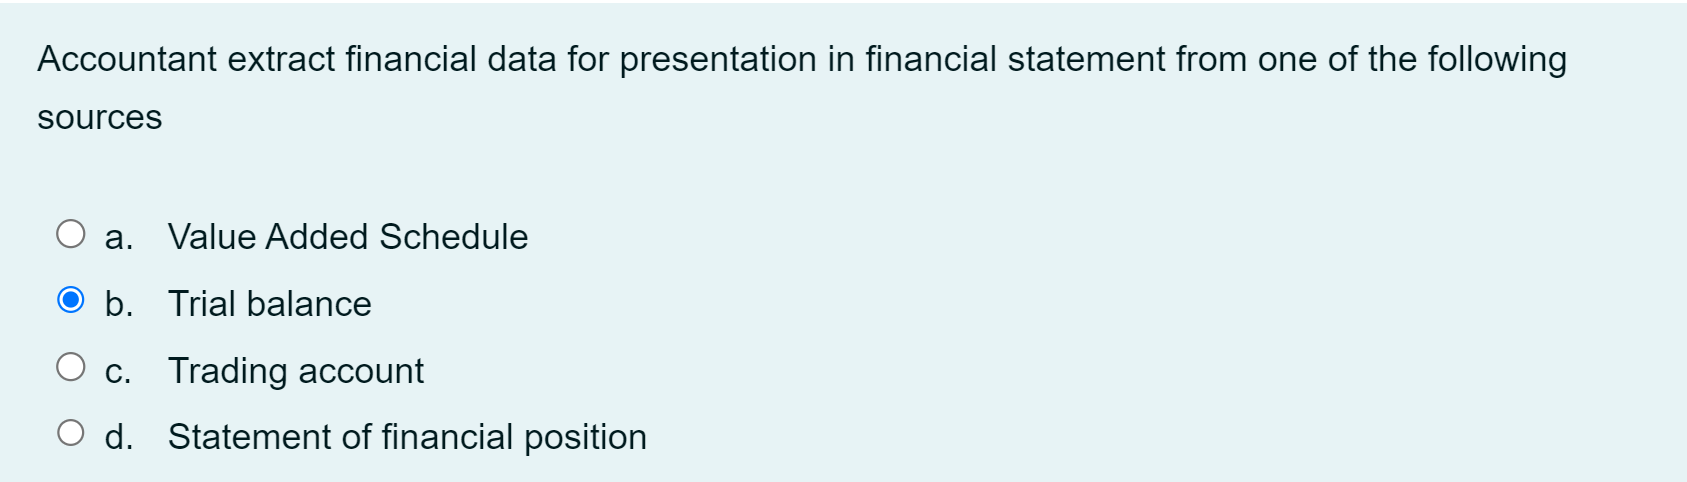 Accountant extract financial data for presentation in financial statement from one of the following
sources
a. Value Added Schedule
b. Trial balance
c. Trading account
d. Statement of financial position